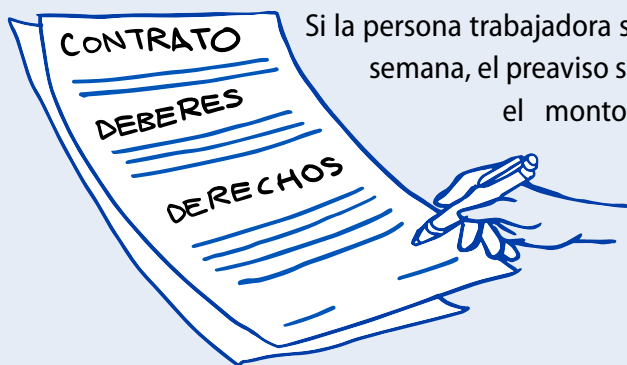 CONTRATO
DEBERES
DERECHOS
Si la persona trabajadora
semana, el preaviso
el monto